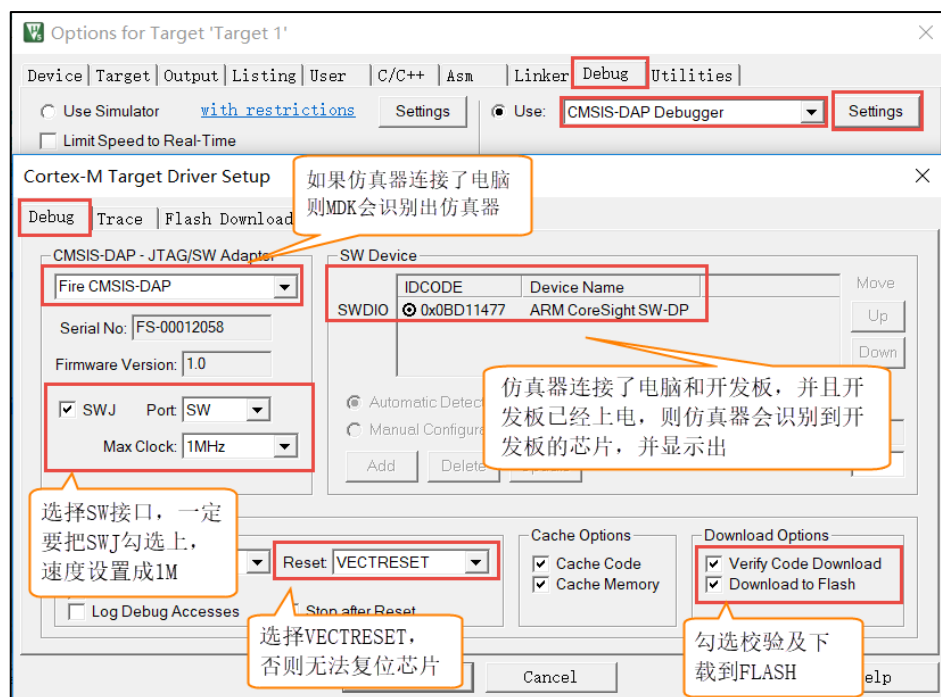 Options for Target 'Target 1'
Device Target Output Listing User C/C++ Asm Linker Debug Utilities
Use Simulator with restrictions Settings Use: CMSIS-DAP Debugger Settings
Limit Speed to Real-Time
Cortex-M Target Driver Setup
如果仿真器连接了电脑
则MDK会识别出仿真器
Debug Trace Flash Download
CMSIS-DAP - JTAG/SW Adapter
SW Device
Fire CMSIS-DAP
IDCODE Device Name
Move
SWDIO 0x0BD11477 ARM CoreSight SW-DP
Up
Serial No: FS-00012058
Down
Firmware Version: 1.0
仿真器连接了电脑和开发板，并且开
发板已经上电，则仿真器会识别到开
发板的芯片，并显示出
SWJ Port: SW
Automatic Detec
Max Clock: 1MHz
Manual Configura
Add Delete
选择SW接口，一定
要把SWJ勾选上，
速度设置成1M
Cache Options
Download Options
Reset: VECTRESET
Cache Code
Verify Code Download
Cache Memory
Download to Flash
Log Debug Accesses
Stop after Reset
选择VECTRESET，
否则无法复位芯片
勾选校验及下
载到FLASH
Cancel
elp